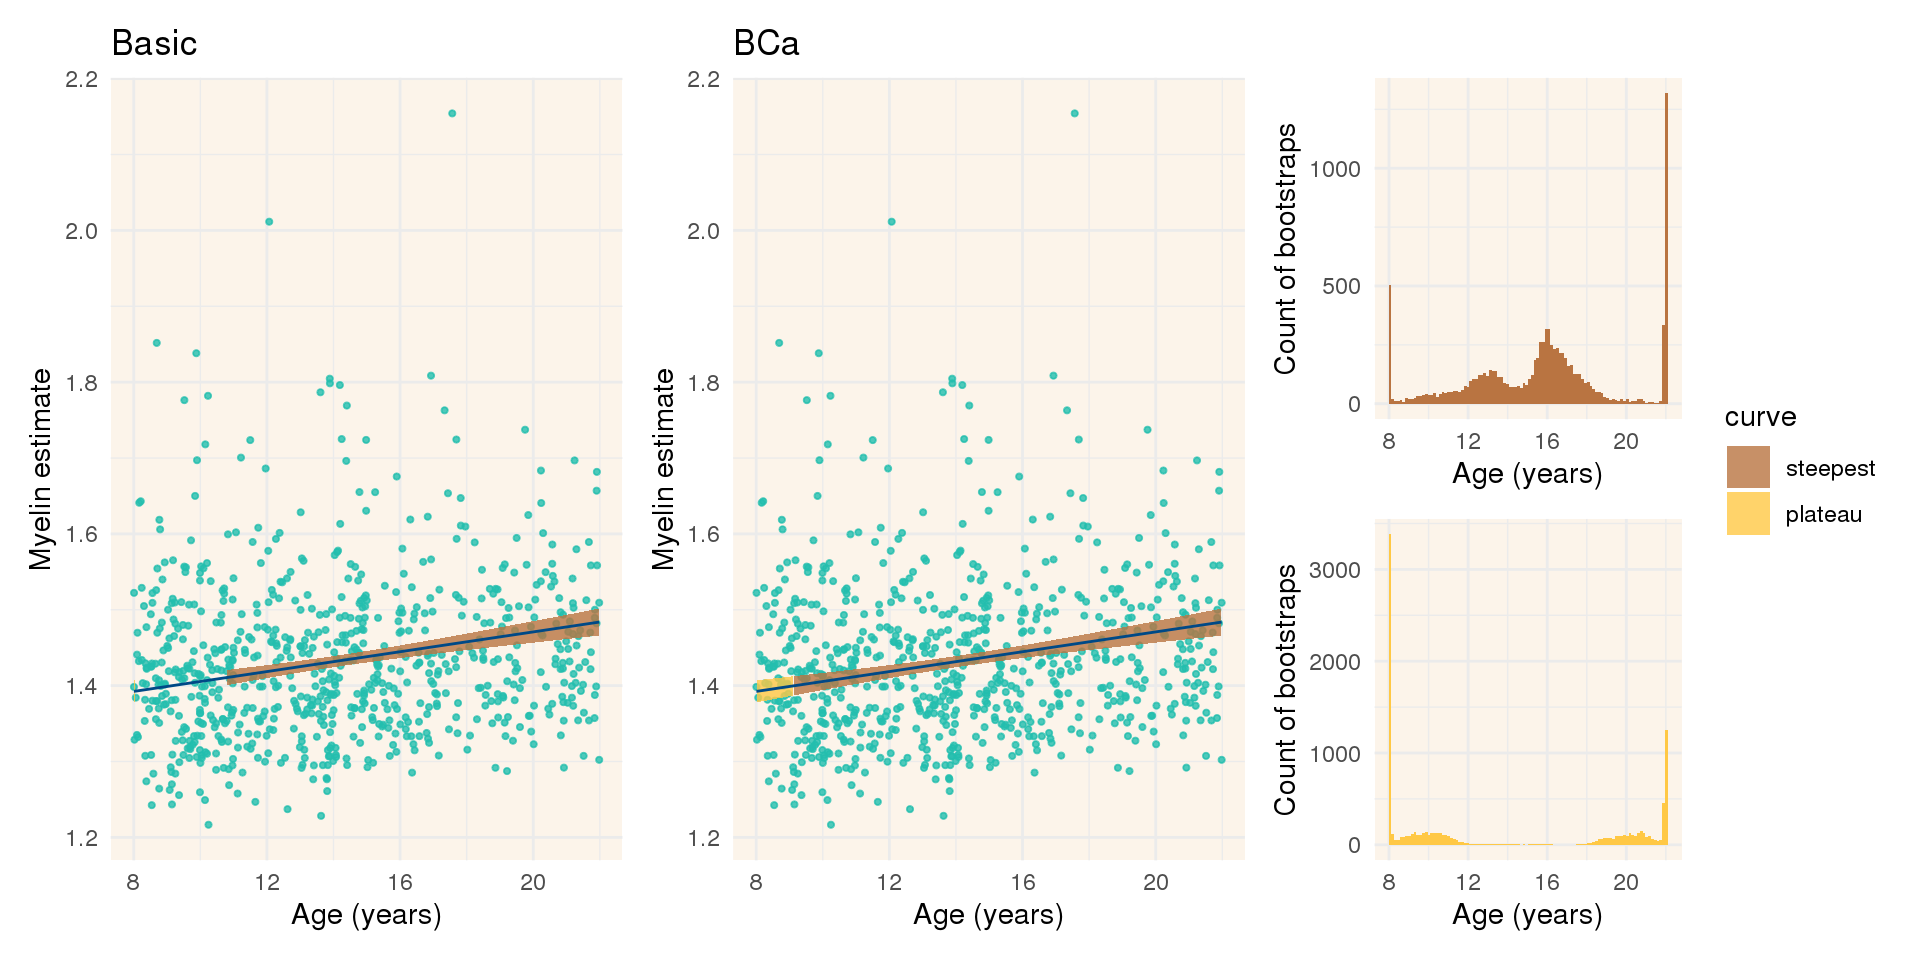 Basic
2.2
2.0
1.8
1.6
1.4
1.2
Myelin estimate
8 12 16 20
Age (years)
BCa
2.2
2.0
1.8
1.6
1.4
1.2
Myelin estimate
8 12 16 20
Age (years)
1000
500
0
Count of bootstraps
8 12 16 20
Age (years)
3000
2000
1000
0
Count of bootstraps
8 12 16 20
Age (years)
curve
steepest
plateau